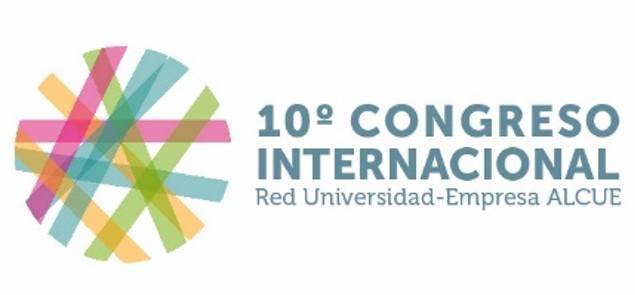 10º CONGRESO
INTERNACIONAL
Red Universidad-Empresa ALCUE